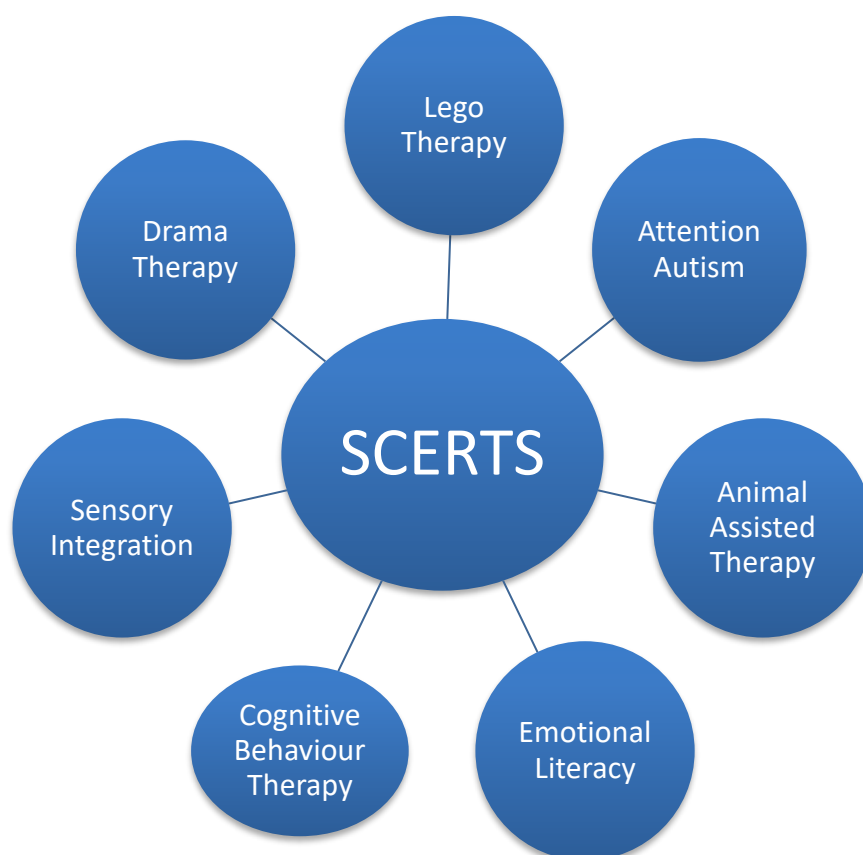 Lego
Therapy
Attention
Autism
Animal
Assisted
Therapy
Emotional
Literacy
Cognitive
Behaviour
Therapy
Sensory
Integration
Drama
Therapy
SCERTS